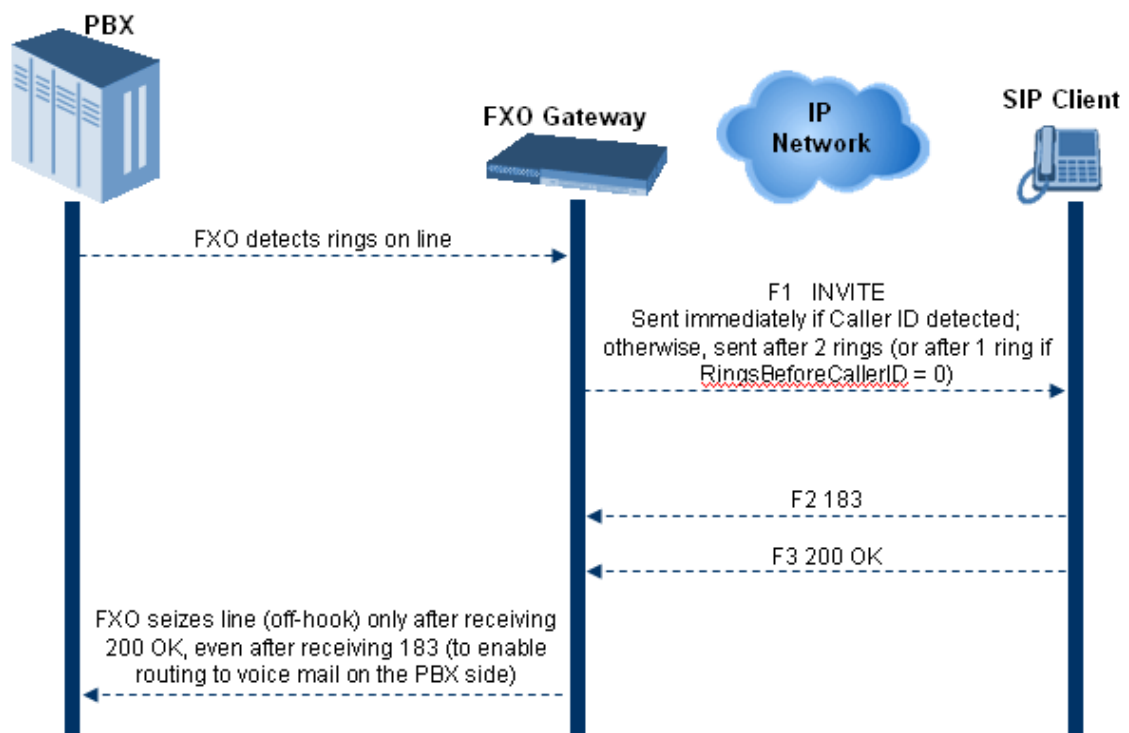 PBX
FXO Gateway
IP
Network
SIP Client
FXO detects rings on line
F1 INVITE
Sent immediately if Caller ID detected;
otherwise, sent after 2 rings (or after 1 ring if
RingsBeforeCallerID = 0)
F2 183
F3 200 OK
FXO seizes line (off-hook) only after receiving
200 OK, even after receiving 183 (to enable
routing to voice mail on the PBX side)